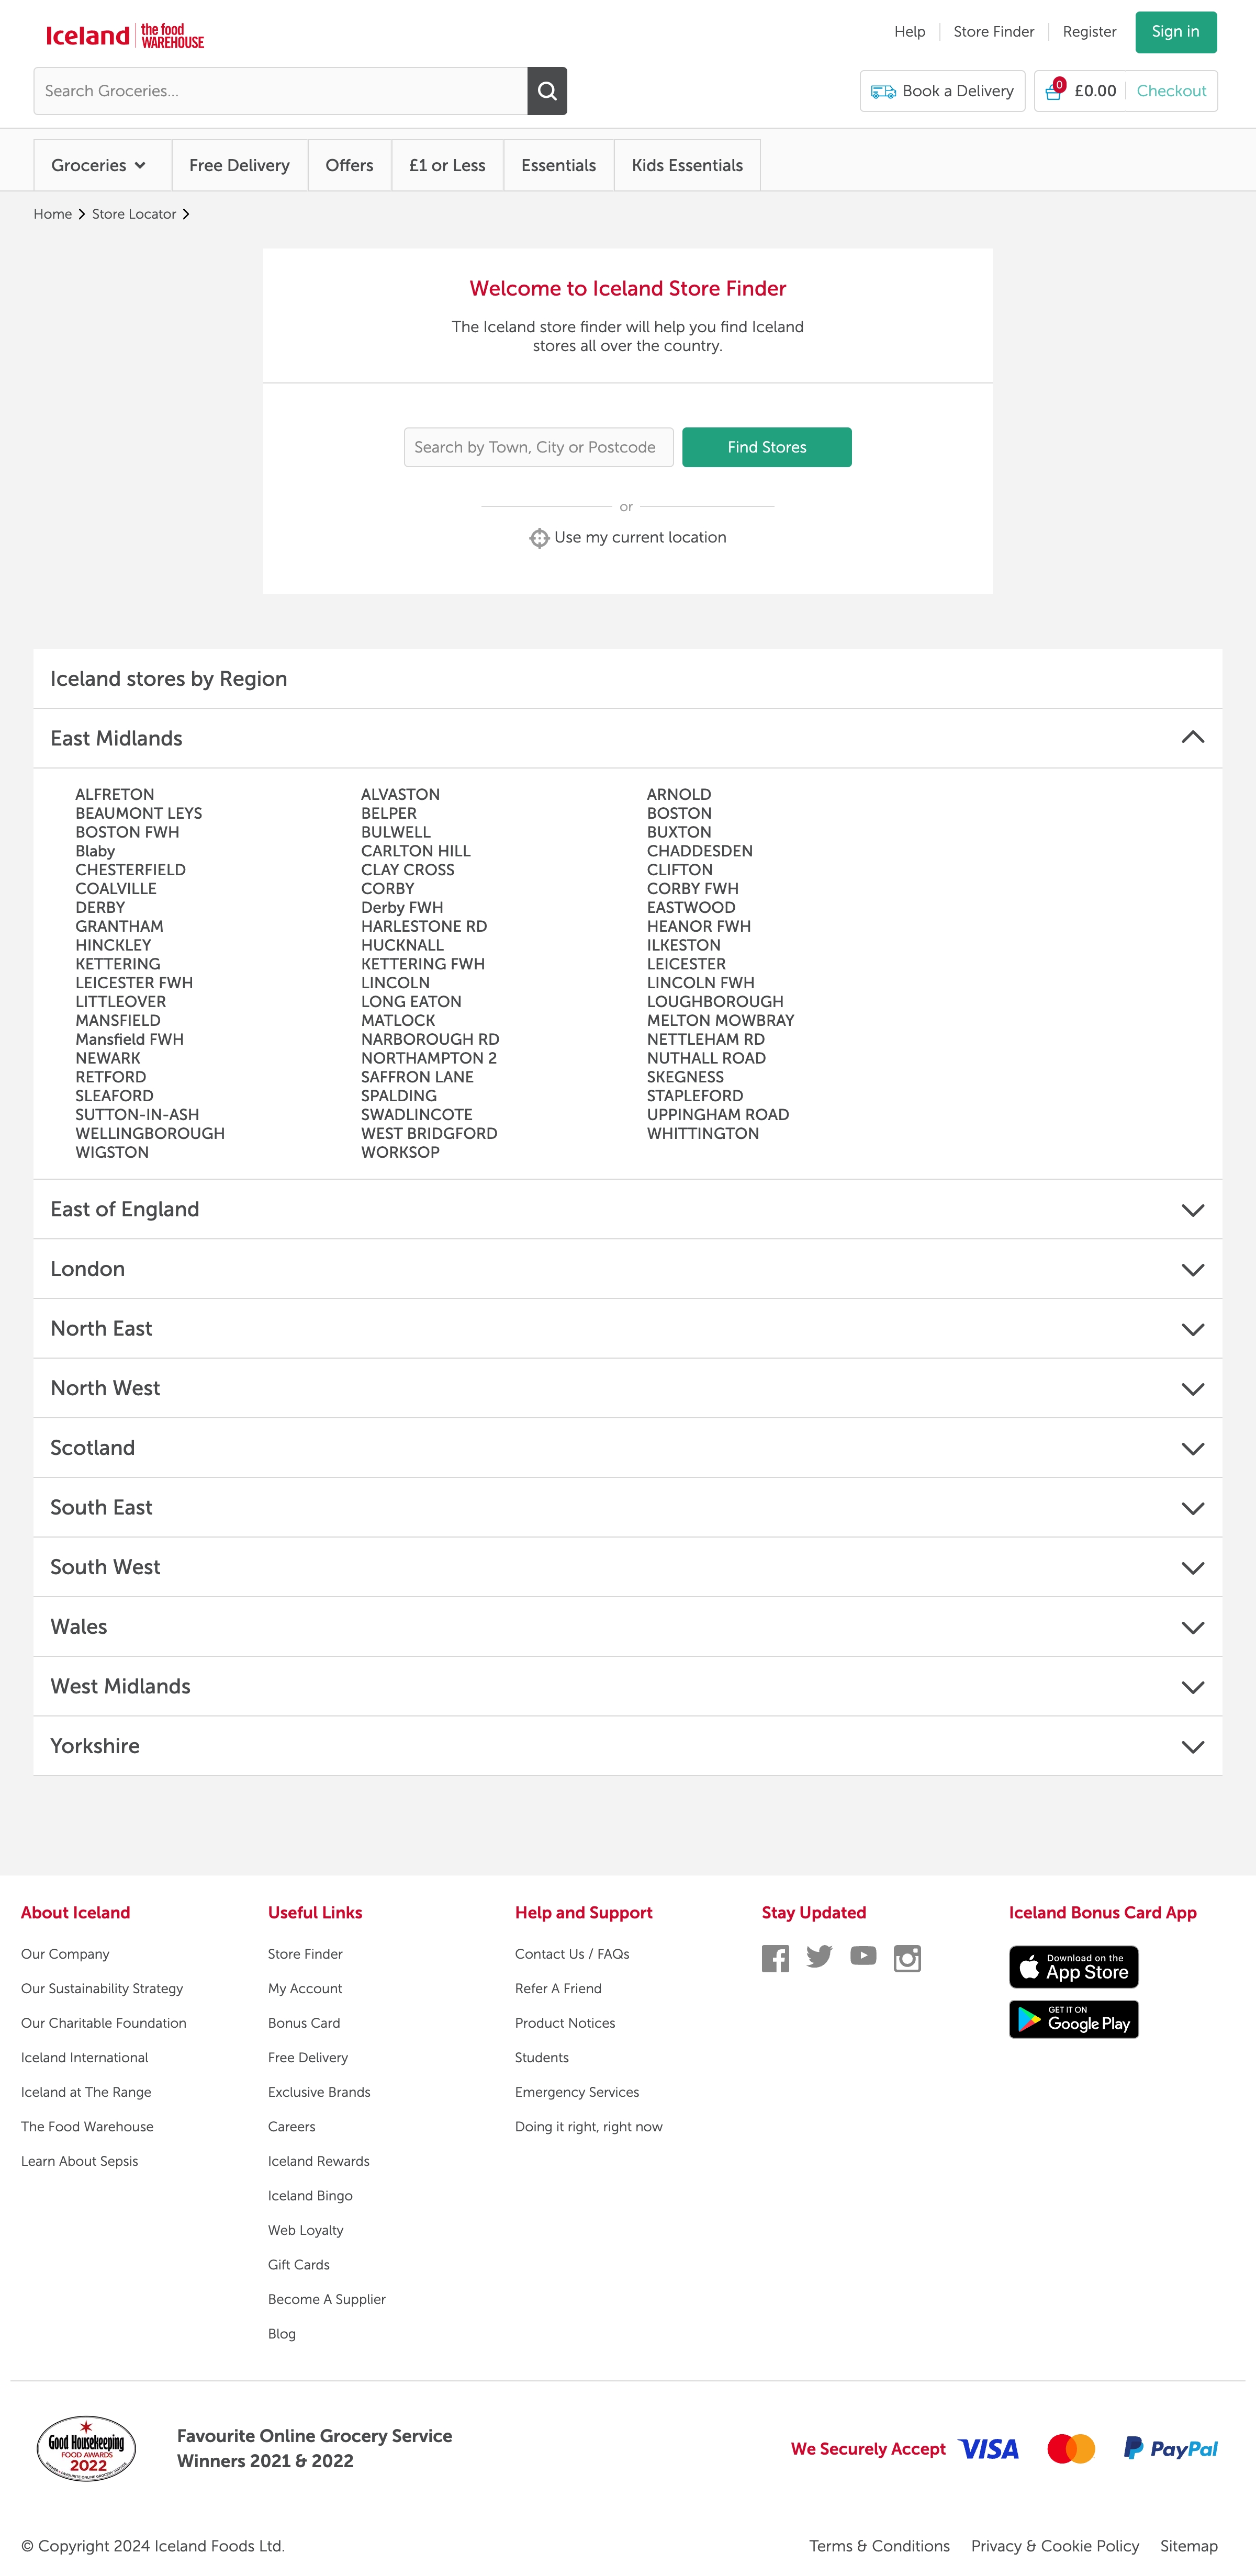 Iceland the food WAREHOUSE
Help Store Finder Register Sign in
Search Groceries...
Book a Delivery 0 £0.00 Checkout
Groceries Free Delivery Offers £1 or Less Essentials Kids Essentials
Home Store Locator
Welcome to Iceland Store Finder
The Iceland store finder will help you find Iceland
stores all over the country.
Search by Town, City or Postcode Find Stores
or
Use my current location
Iceland stores by Region
East Midlands
ALFRETON ALVASTON ARNOLD
BEAUMONT LEYS BELPER BOSTON
BOSTON FWH BULWELL BUXTON
Blaby CARLTON HILL CHADDESDEN
CHESTERFIELD CLAY CROSS CLIFTON
COALVILLE CORBY CORBY FWH
DERBY Derby FWH EASTWOOD
GRANTHAM HARLESTONE RD HEANOR FWH
HINCKLEY HUCKNALL ILKESTON
KETTERING KETTERING FWH LEICESTER
LEICESTER FWH LINCOLN LINCOLN FWH
LITTLEOVER LONG EATON LOUGHBOROUGH
MANSFIELD MATLOCK MELTON MOWBRAY
Mansfield FWH NARBOROUGH RD NETTLEHAM RD
NEWARK NORTHAMPTON 2 NUTHALL ROAD
RETFORD SAFFRON LANE SKEGNESS
SLEAFORD SPALDING STAPLEFORD
SUTTON-IN-ASH SWADLINCOTE UPPINGHAM ROAD
WELLINGBOROUGH WEST BRIDGFORD WHITTINGTON
WIGSTON WORKSOP
East of England
London
North East
North West
Scotland
South East
South West
Wales
West Midlands
Yorkshire
About Iceland
Our Company
Our Sustainability Strategy
Our Charitable Foundation
Iceland International
Iceland at The Range
The Food Warehouse
Learn About Sepsis
Useful Links
Store Finder
My Account
Bonus Card
Free Delivery
Exclusive Brands
Careers
Iceland Rewards
Iceland Bingo
Web Loyalty
Gift Cards
Become A Supplier
Blog
Help and Support
Contact Us / FAQs
Refer A Friend
Product Notices
Students
Emergency Services
Doing it right, right now
Stay Updated
Iceland Bonus Card App
Download on the
App Store
GET IT ON
Google Play
Good Housekeeping
FOOD AWARDS
2022
Favourite Online Grocery Service
Winners 2021 & 2022
We Securely Accept VISA PayPal
© Copyright 2024 Iceland Foods Ltd. Terms & Conditions Privacy & Cookie Policy Sitemap